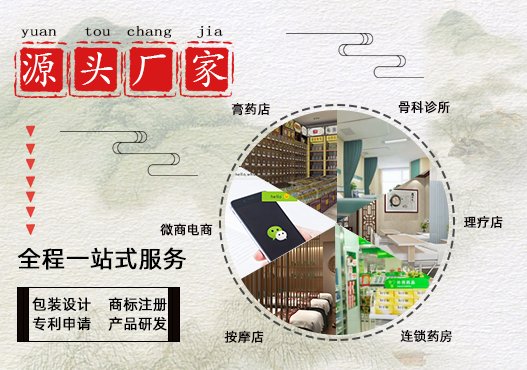 yuan tou chang jia
源头厂家
膏药店
骨科诊所
微商电商
理疗店
全程一站式服务
包装设计 商标注册
专利申请 产品研发
按摩店
连锁药房